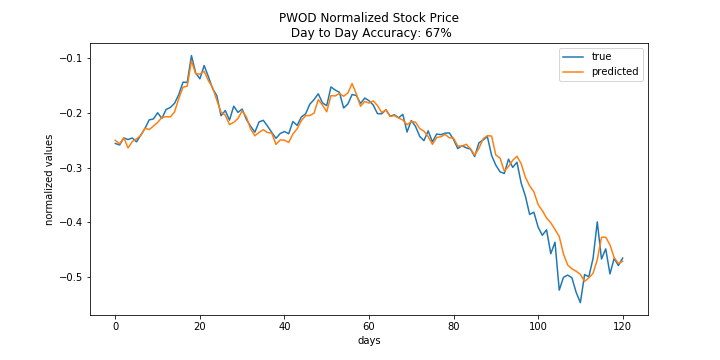 PWOD Normalized Stock Price
Day to Day Accuracy: 67%
true
predicted
normalized values
−0.1
−0.2
−0.3
−0.4
−0.5
0
20
40
60
80
100
120
days